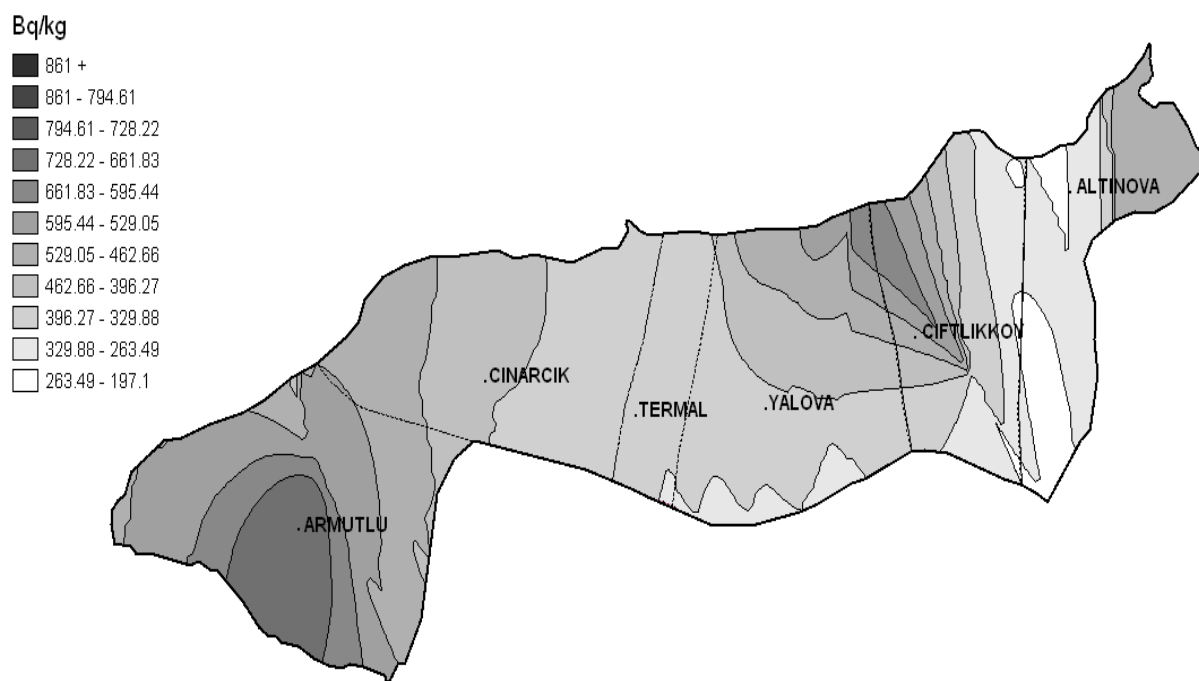 Bq/kg
861 +
861 - 794.61
794.61 - 728.22
728.22 - 661.83
661.83 - 595.44
595.44 - 529.05
529.05 - 462.66
462.66 - 396.27
396.27 - 329.88
329.88 - 263.49
263.49 - 197.1
ALTINOVA
CIFTLIKKOY
CINARCIK
TERMAL
YALOVA
ARMUTLU